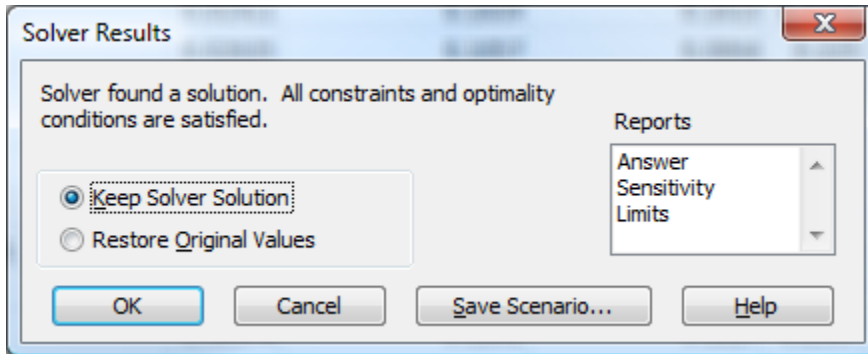 Solver Results
Solver found a solution.  All constraints and optimality
conditions are satisfied.
Reports
Answer
Sensitivity
Limits
Keep Solver Solution
Restore Original Values
OK
Cancel
Save Scenario...
Help